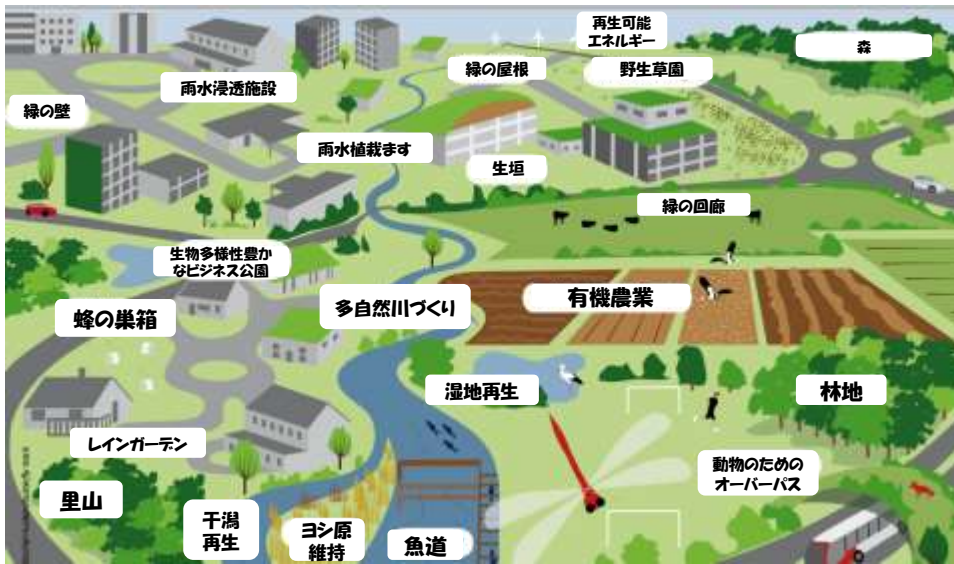 再生可能
エネルギー
森
雨水浸透施設
緑の屋根
野生草園
緑の壁
雨水植栽ます
生垣
緑の回廊
生物多様性豊か
なビジネス公園
蜂の巣箱
多自然川づくり
有機農業
湿地再生
林地
レインガーデン
動物のための
オーバーパス
里山
干潟
再生
ヨシ原
維持
魚道